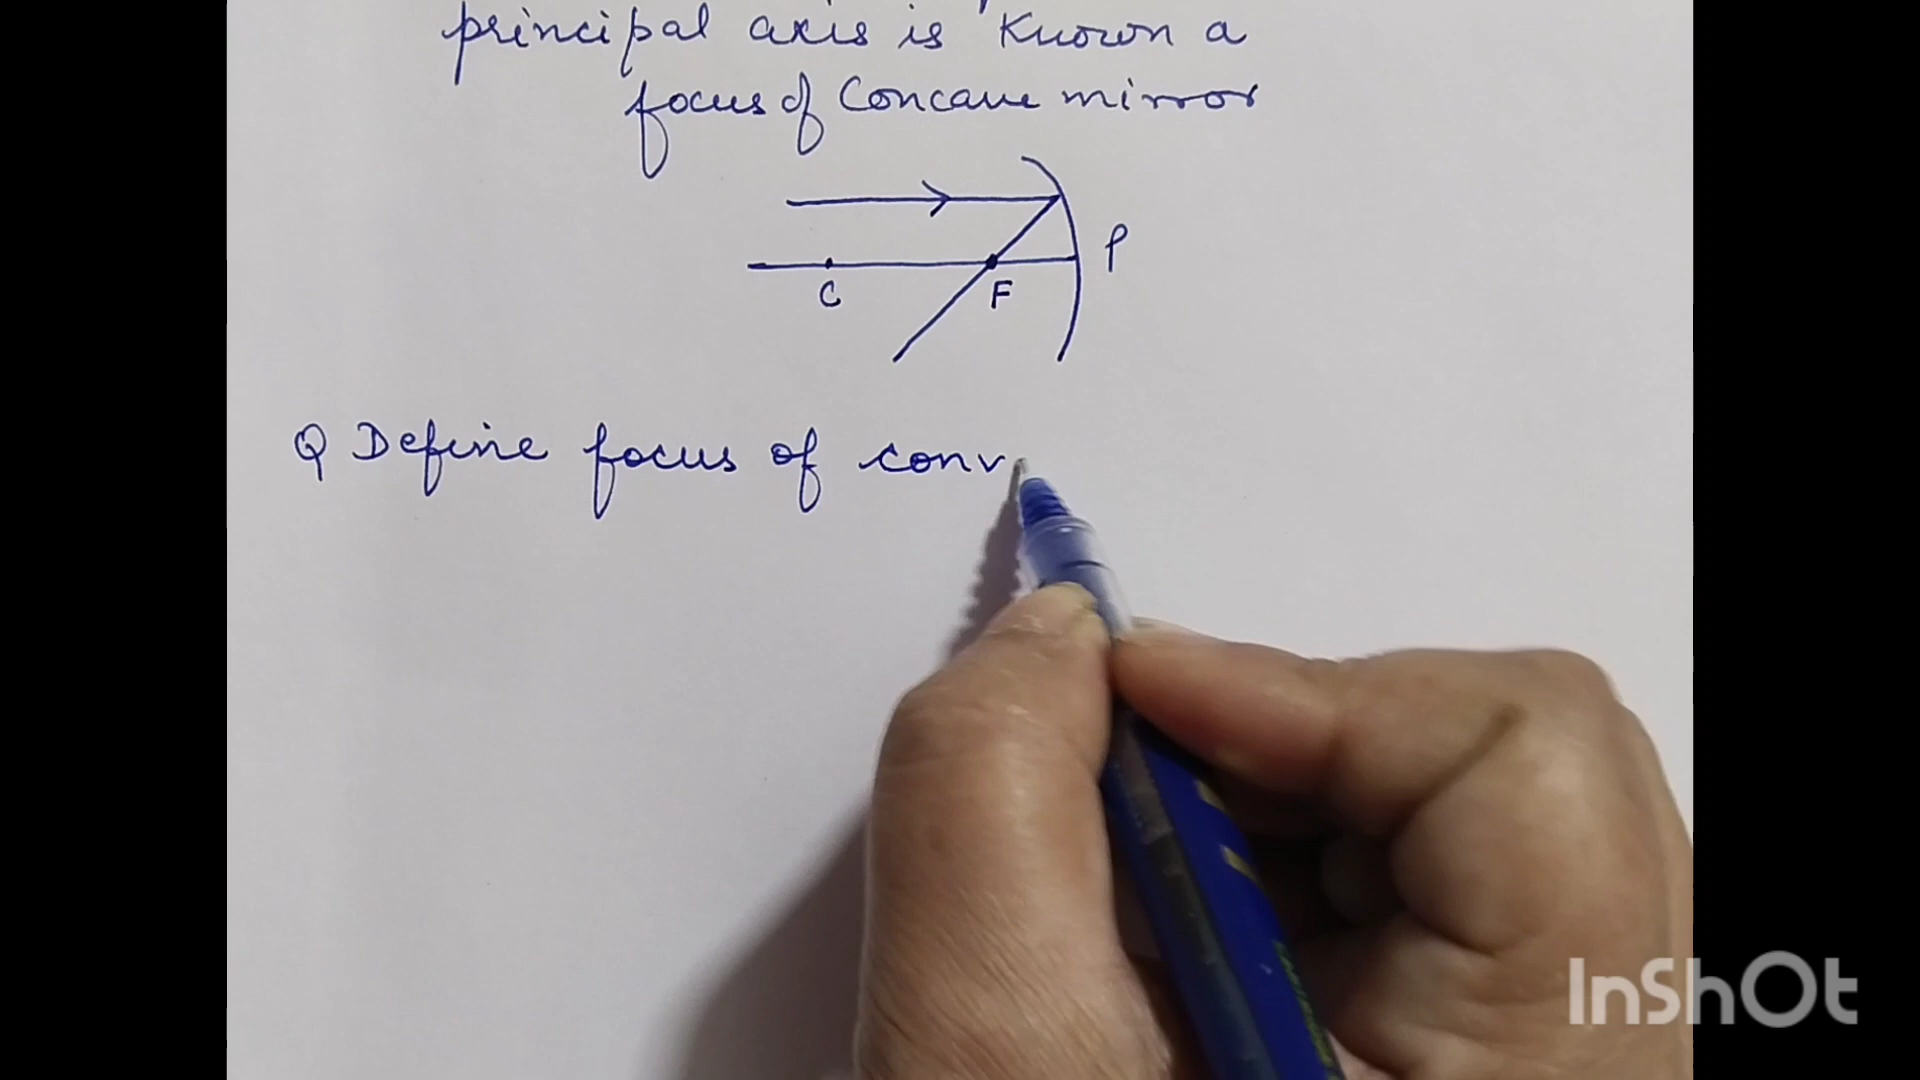 principal axis is Known a
focus of Concave mirror
P
C
F
Q Define focus of conv
InShOt